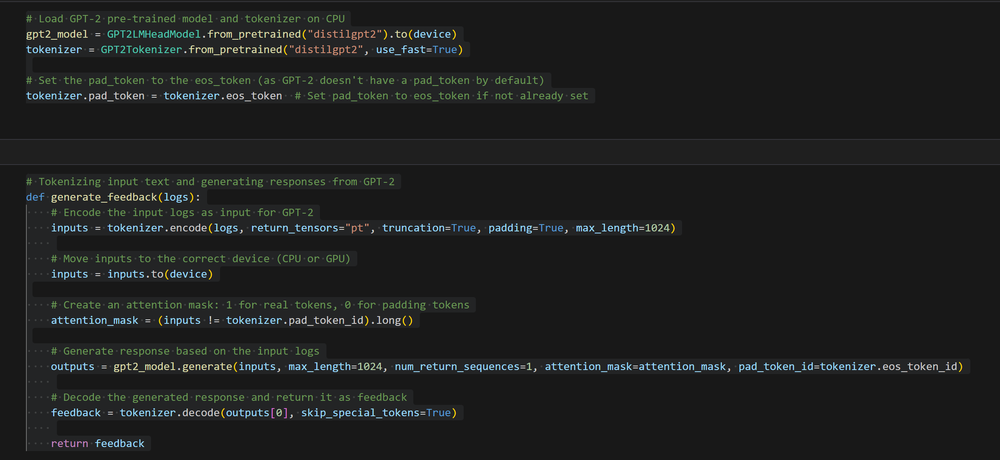 # Load GPT-2 pre-trained model and tokenizer on CPU
gpt2_model = GPT2LMHeadModel.from_pretrained("distilgpt2").to(device)
tokenizer = GPT2Tokenizer.from_pretrained("distilgpt2", use_fast=True)
# Set the pad_token to the eos_token (as GPT-2 doesn't have a pad_token by default)
tokenizer.pad_token = tokenizer.eos_token  # Set pad_token to eos_token if not already set
# Tokenizing input text and generating responses from GPT-2
def generate_feedback(logs):
    # Encode the input logs as input for GPT-2
    inputs = tokenizer.encode(logs, return_tensors="pt", truncation=True, padding=True, max_length=1024)
    # Move inputs to the correct device (CPU or GPU)
    inputs = inputs.to(device)
    # Create an attention mask: 1 for real tokens, 0 for padding tokens
    attention_mask = (inputs != tokenizer.pad_token_id).long()
    # Generate response based on the input logs
    outputs = gpt2_model.generate(inputs, max_length=1024, num_return_sequences=1, attention_mask=attention_mask, pad_token_id=tokenizer.eos_token_id)
    # Decode the generated response and return it as feedback
    feedback = tokenizer.decode(outputs[0], skip_special_tokens=True)
    return feedback